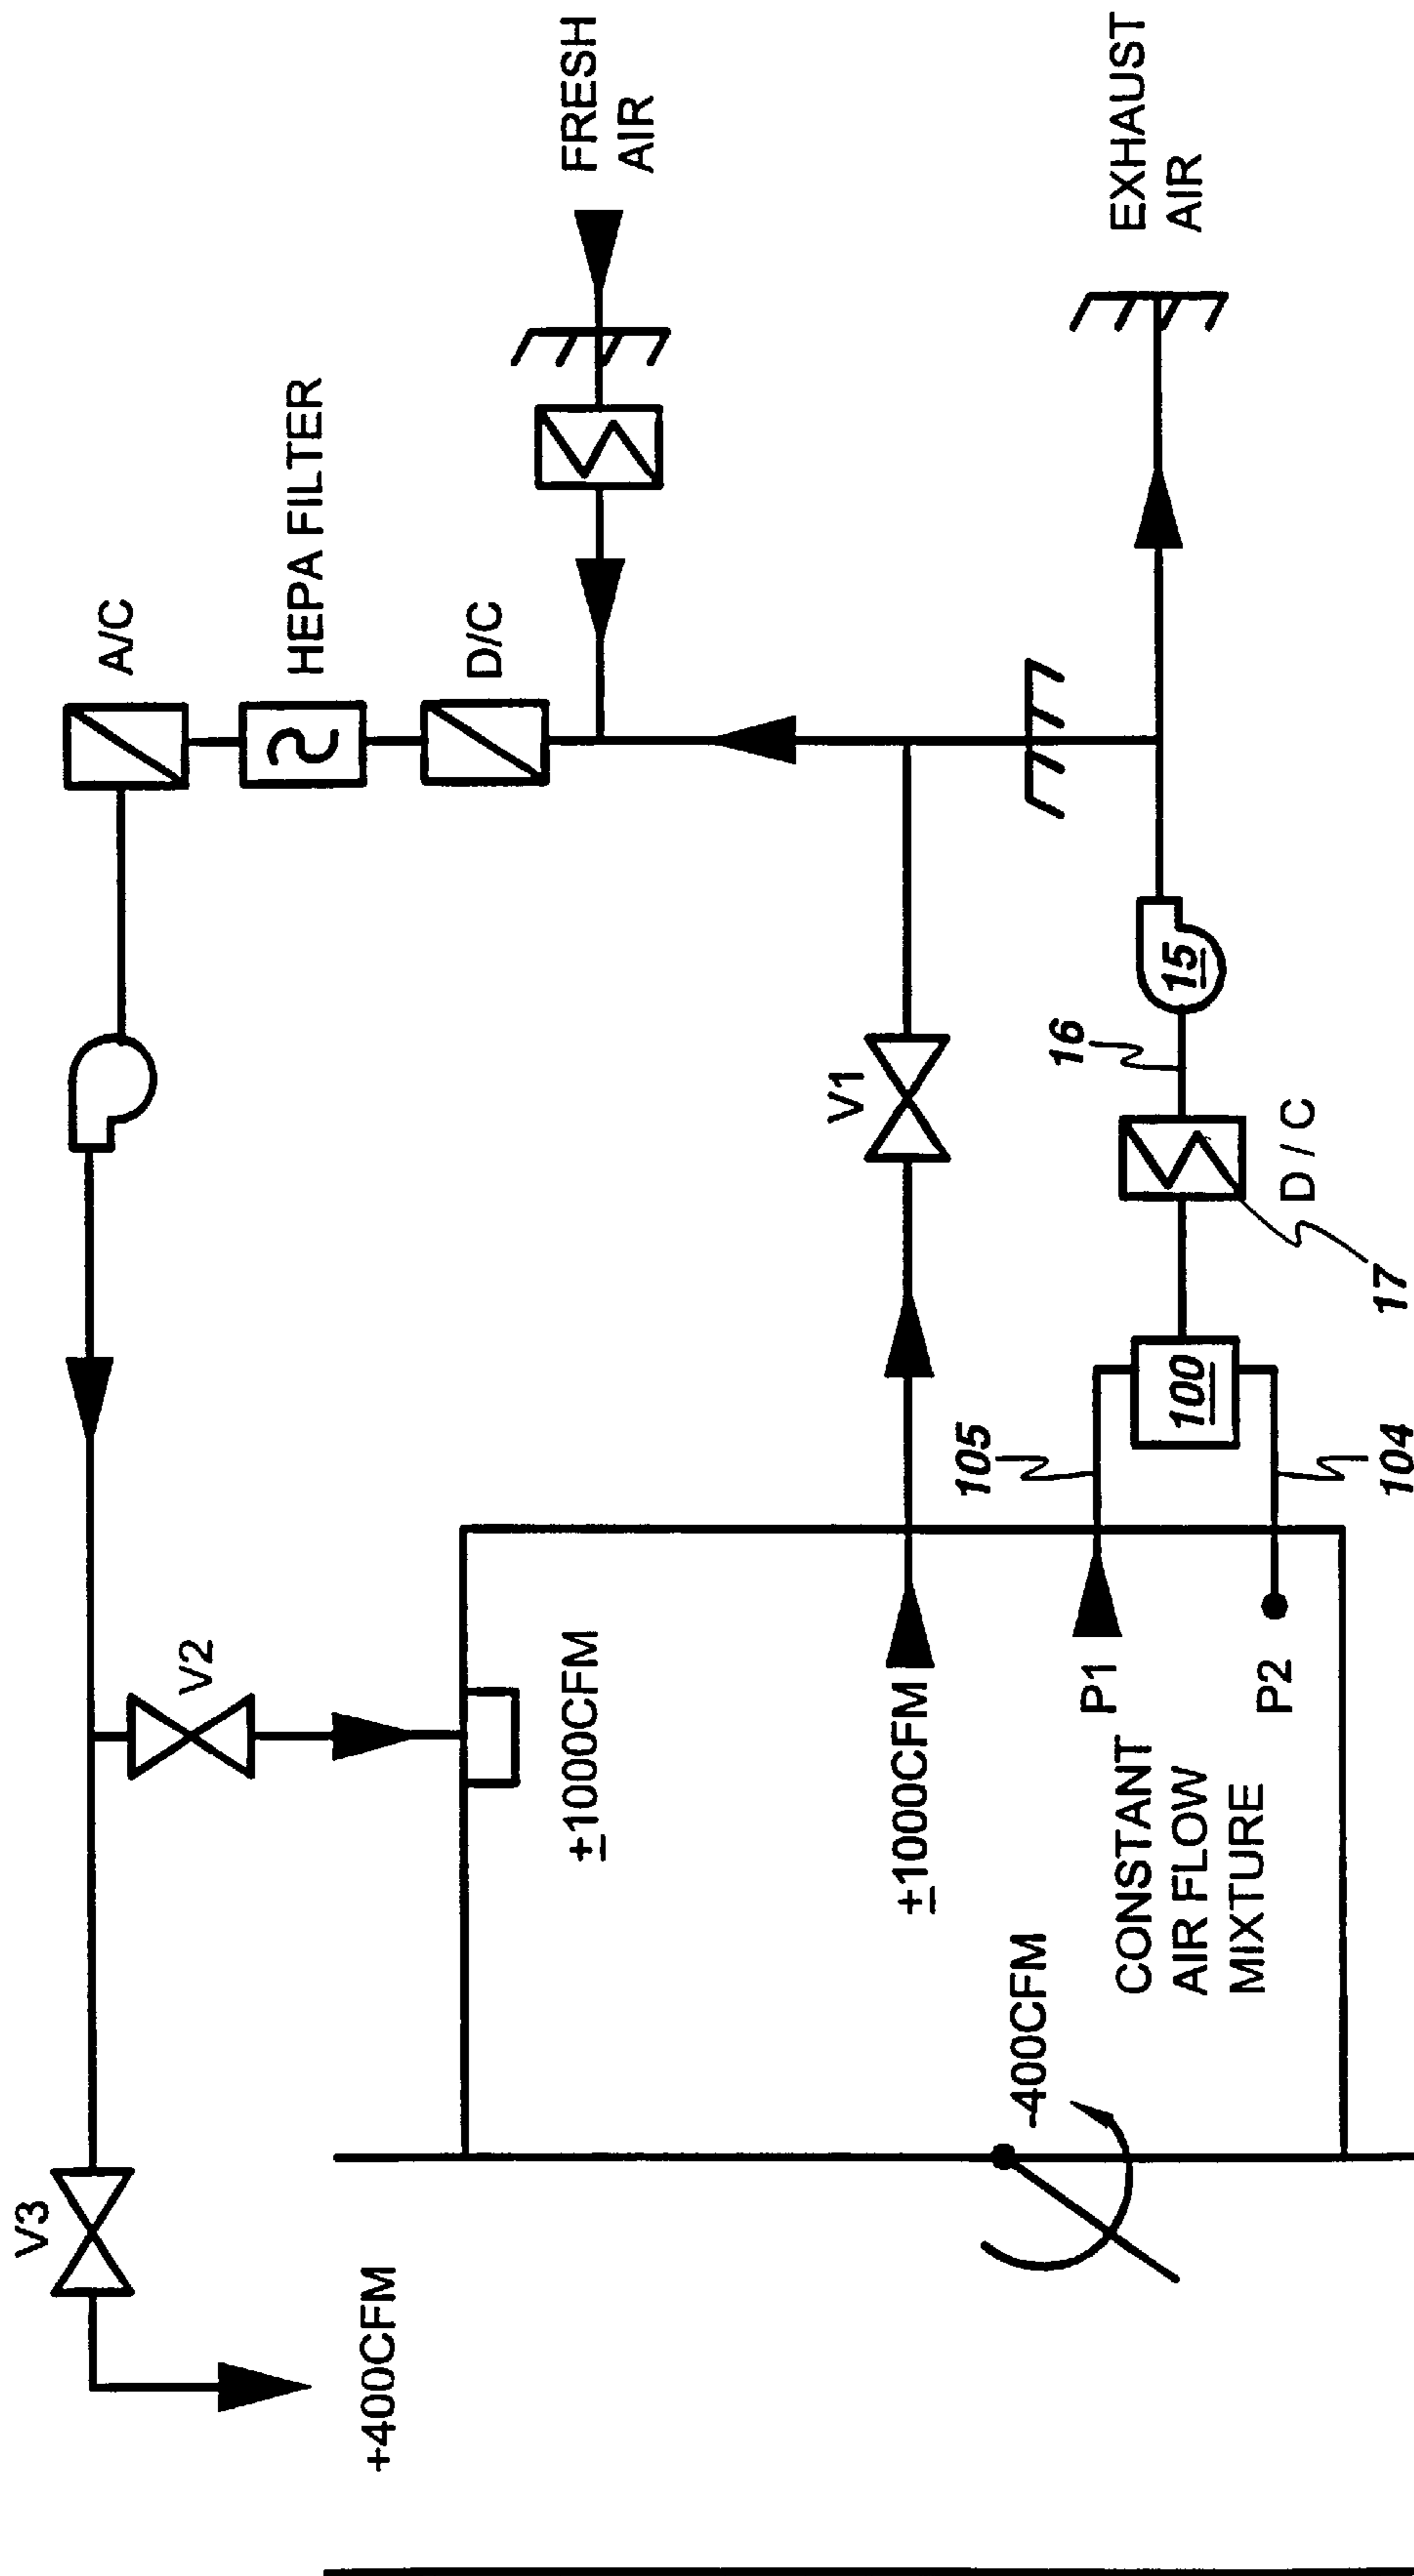 V3
+400CFM
V2
±1000CFM
-400CFM
±1000CFM
CONSTANT
AIR FLOW
MIXTURE
P1
P2
105
104
100
V1
16
17
D / C
15
A/C
HEPA FILTER
D/C
FRESH
AIR
EXHAUST
AIR